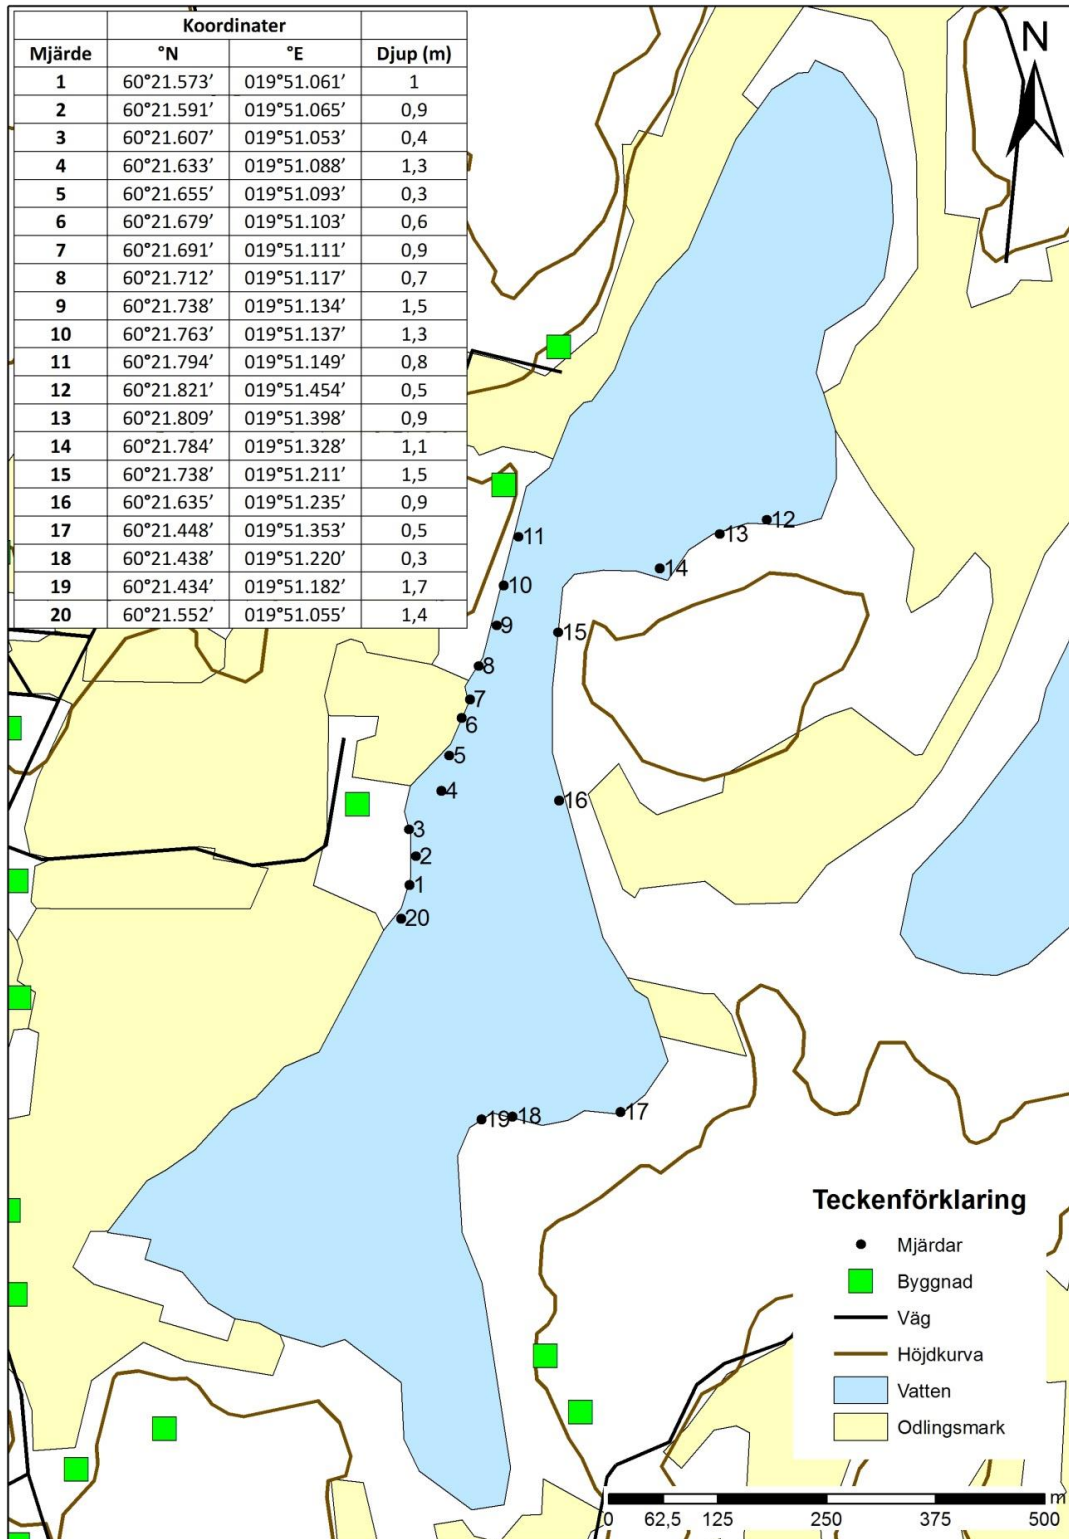 Koordinater
Mjärde °N °E Djup (m)
1 60°21.573’ 019°51.061’ 1
2 60°21.591’ 019°51.065’ 0,9
3 60°21.607’ 019°51.053’ 0,4
4 60°21.633’ 019°51.088’ 1,3
5 60°21.655’ 019°51.093’ 0,3
6 60°21.679’ 019°51.103’ 0,6
7 60°21.691’ 019°51.111’ 0,9
8 60°21.712’ 019°51.117’ 0,7
9 60°21.738’ 019°51.134’ 1,5
10 60°21.763’ 019°51.137’ 1,3
11 60°21.794’ 019°51.149’ 0,8
12 60°21.821’ 019°51.454’ 0,5
13 60°21.809’ 019°51.398’ 0,9
14 60°21.784’ 019°51.328’ 1,1
15 60°21.738’ 019°51.211’ 1,5
16 60°21.635’ 019°51.235’ 0,9
17 60°21.448’ 019°51.353’ 0,5
18 60°21.438’ 019°51.220’ 0,3
19 60°21.434’ 019°51.182’ 1,7
20 60°21.552’ 019°51.055’ 1,4
N
12
13
11
14
10
9
15
8
7
6
5
4
16
3
2
1
20
17
18
19
Teckenförklaring
Mjärdar
Byggnad
Väg
Höjdkurva
Vatten
Odlingsmark
m
0 62,5 125 250 375 500